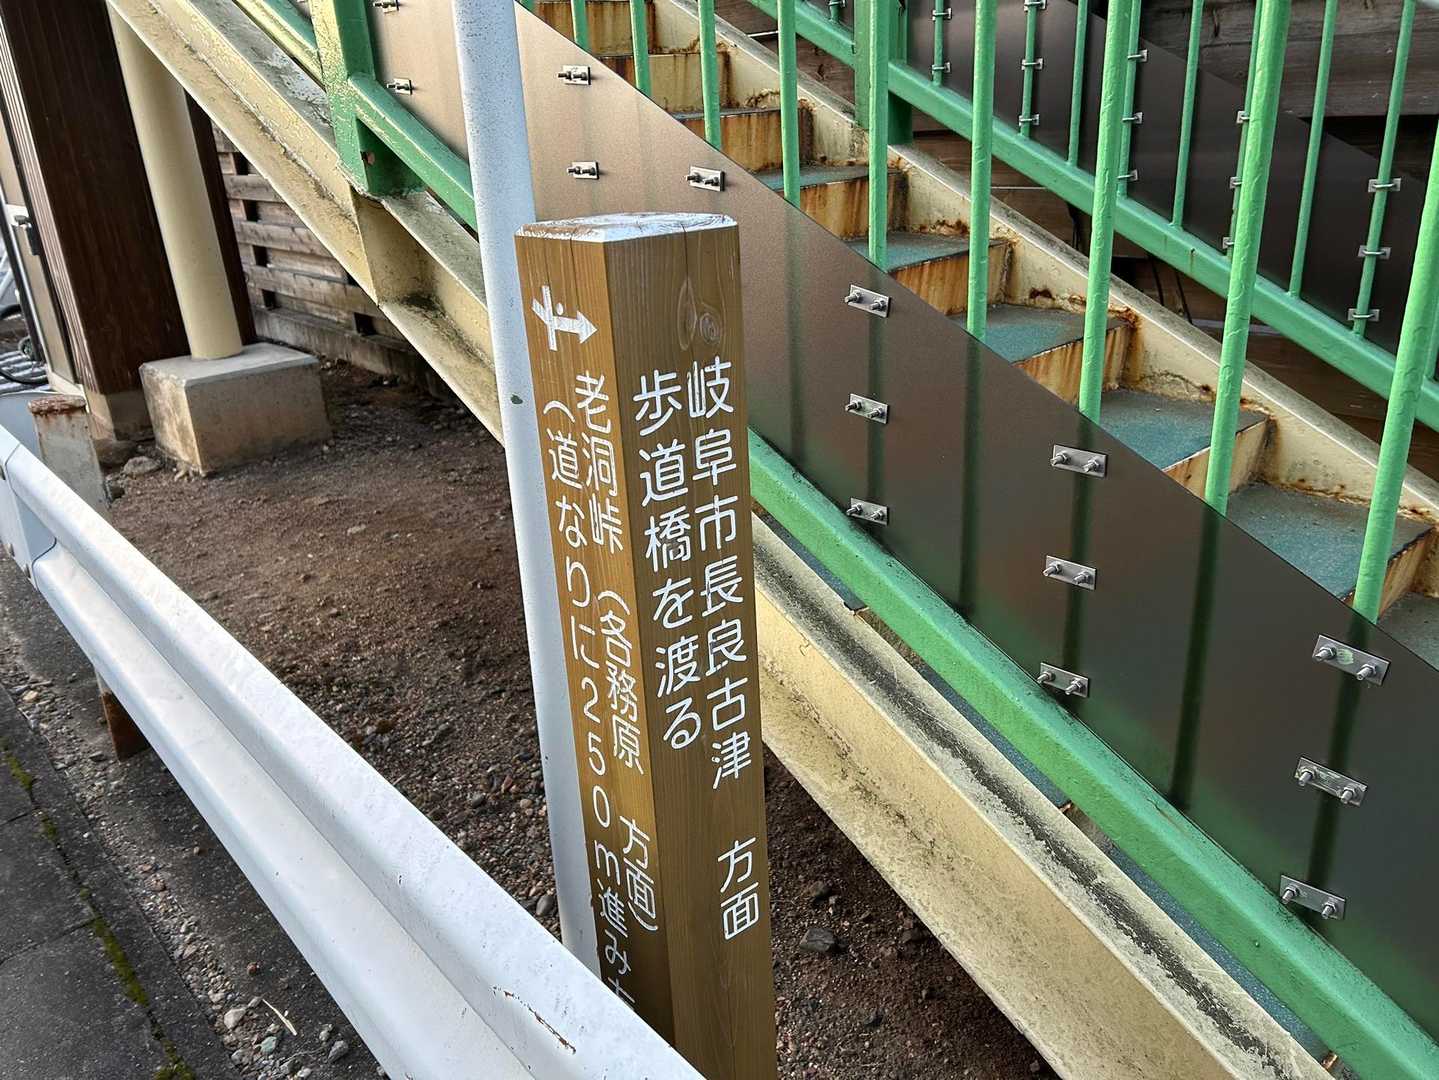 岐阜市長良古津 方面
歩道橋を渡る
老洞峠 (各務原 方面)
(道なりに250m進みま